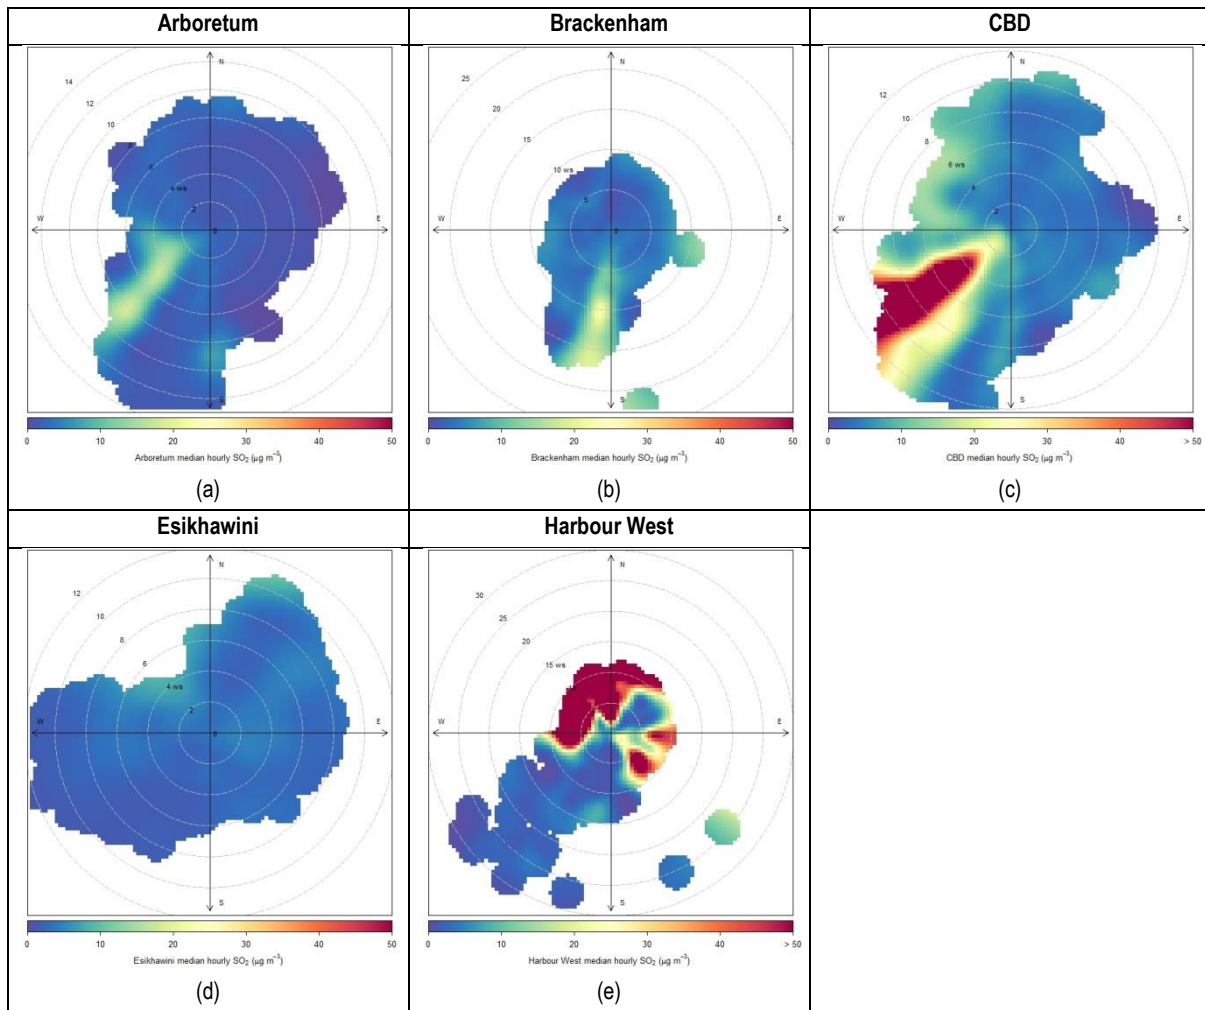 Arboretum Brackenham CBD
N
14
12
10
8
6
4 ws
2
0
W E
S
0 10 20 30 40 50
Arboretum median hourly SO₂ (µg m⁻³)
(a)
N
25
20
15
10 ws
5
0
W E
S
0 10 20 30 40 50
Brackenham median hourly SO₂ (µg m⁻³)
(b)
N
12
10
8
6 ws
4
2
0
W E
S
0 10 20 30 40 > 50
CBD median hourly SO₂ (µg m⁻³)
(c)
Esikhawini Harbour West
N
12
10
8
6
4 ws
2
0
W E
S
0 10 20 30 40 50
Esikhawini median hourly SO₂ (µg m⁻³)
(d)
N
30
25
20
15 ws
W E
S
0 10 20 30 40 > 50
Harbour West median hourly SO₂ (µg m⁻³)
(e)